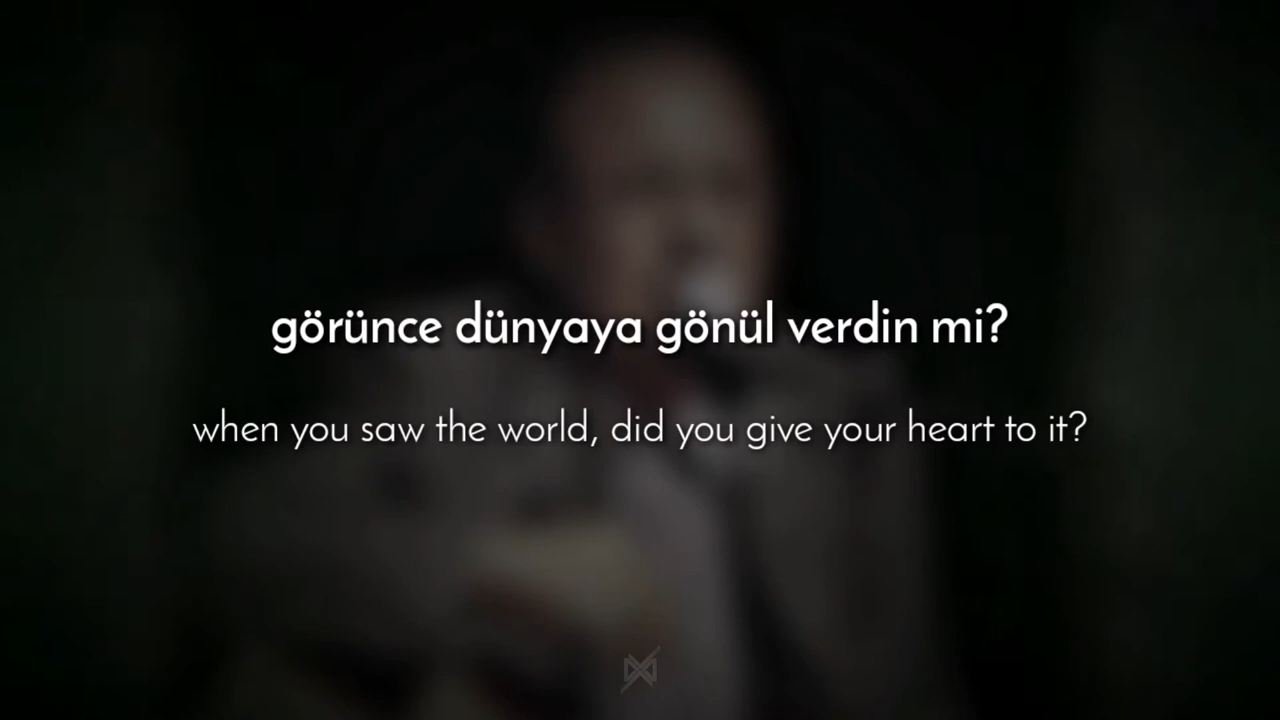 görünce dünyaya gönül verdin mi?
when you saw the world, did you give your heart to it?